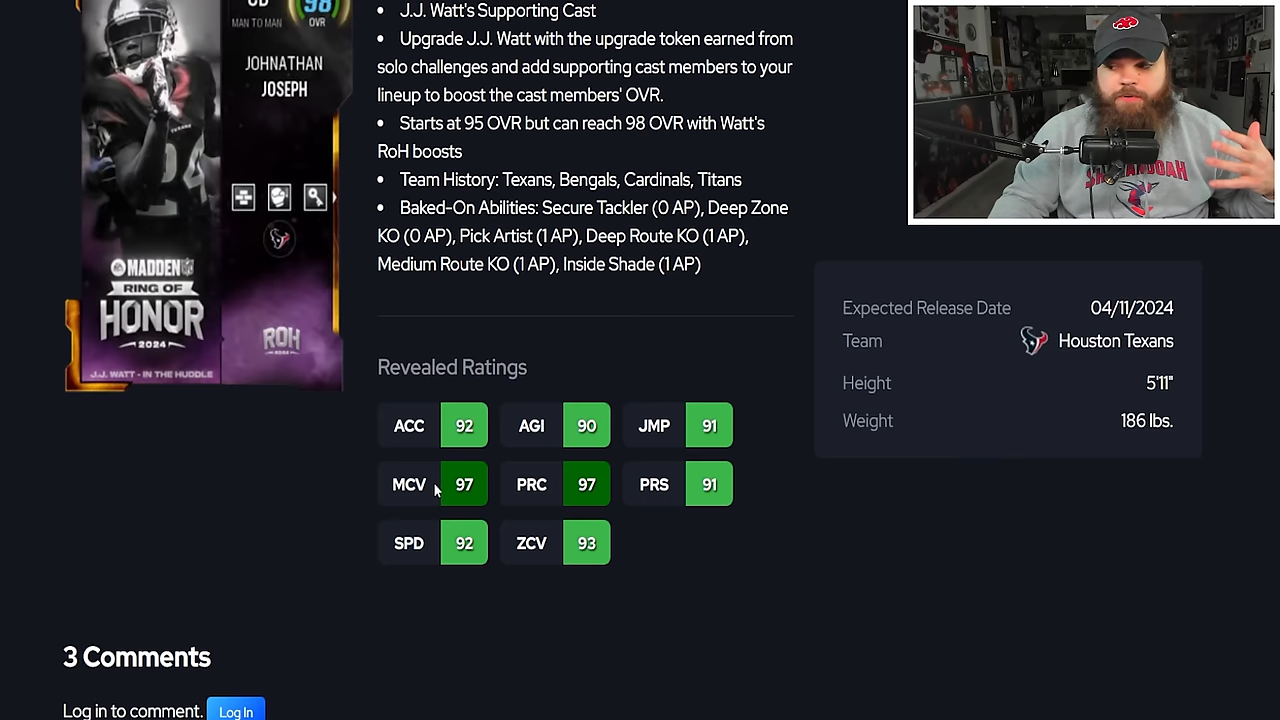 CB
98
MAN TO MAN
OVR
JOHNATHAN
JOSEPH
TEXANS
24
MADDEN NFL
RING OF
HONOR
2024
ROH
J.J. WATT - IN THE HUDDLE
• J.J. Watt's Supporting Cast
• Upgrade J.J. Watt with the upgrade token earned from
solo challenges and add supporting cast members to your
lineup to boost the cast members' OVR.
• Starts at 95 OVR but can reach 98 OVR with Watt's
RoH boosts
• Team History: Texans, Bengals, Cardinals, Titans
• Baked-On Abilities: Secure Tackler (0 AP), Deep Zone
KO (0 AP), Pick Artist (1 AP), Deep Route KO (1 AP),
Medium Route KO (1 AP), Inside Shade (1 AP)
Revealed Ratings
ACC 92 AGI 90 JMP 91
MCV 97 PRC 97 PRS 91
SPD 92 ZCV 93
99
Expected Release Date 04/11/2024
Team Houston Texans
Height 5'11"
Weight 186 lbs.
3 Comments
Log in to comment. Log In